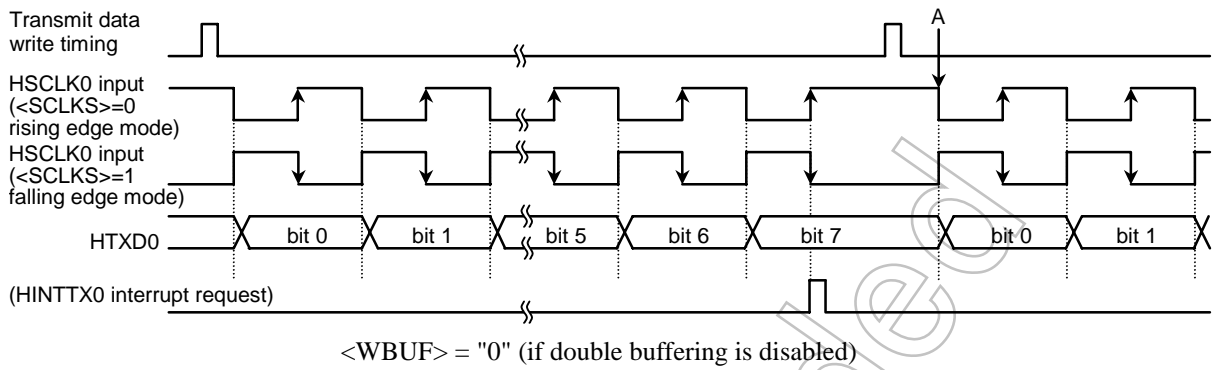 Transmit data
write timing
A
HSCLK0 input
(<SCLKS>=0
rising edge mode)
HSCLK0 input
(<SCLKS>=1
falling edge mode)
HTXD0
bit 0
bit 1
bit 5
bit 6
bit 7
bit 0
bit 1
(HINTTX0 interrupt request)
<WBUF> = "0" (if double buffering is disabled)
ded